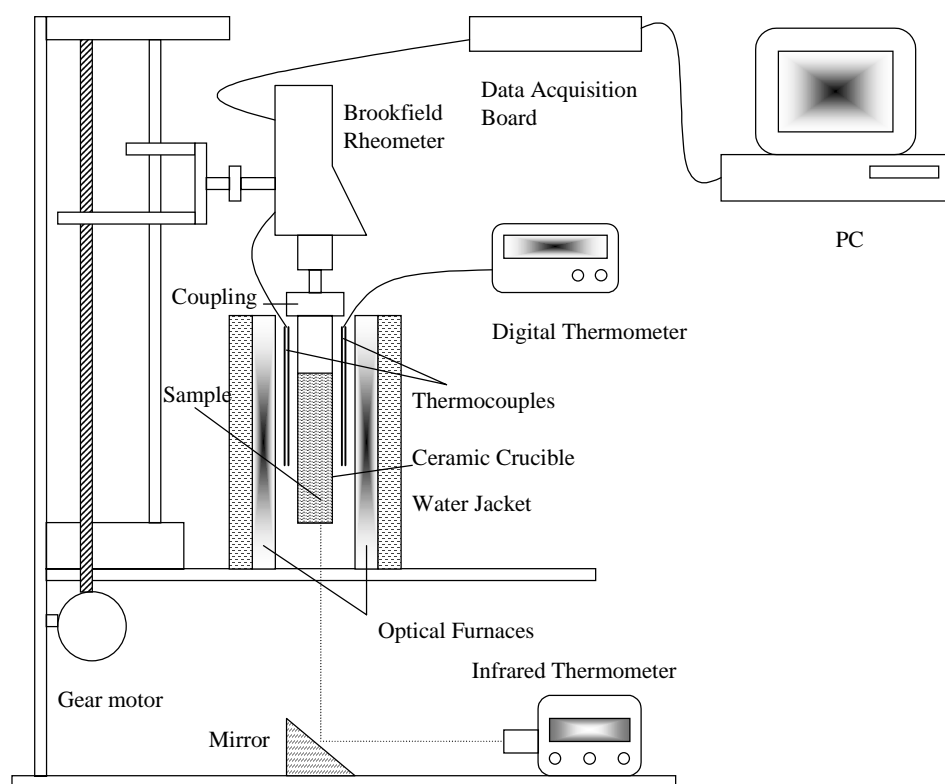 Data Acquisition
Board
Brookfield
Rheometer
PC
Coupling
Digital Thermometer
Sample
Thermocouples
Ceramic Crucible
Water Jacket
Optical Furnaces
Infrared Thermometer
Gear motor
Mirror